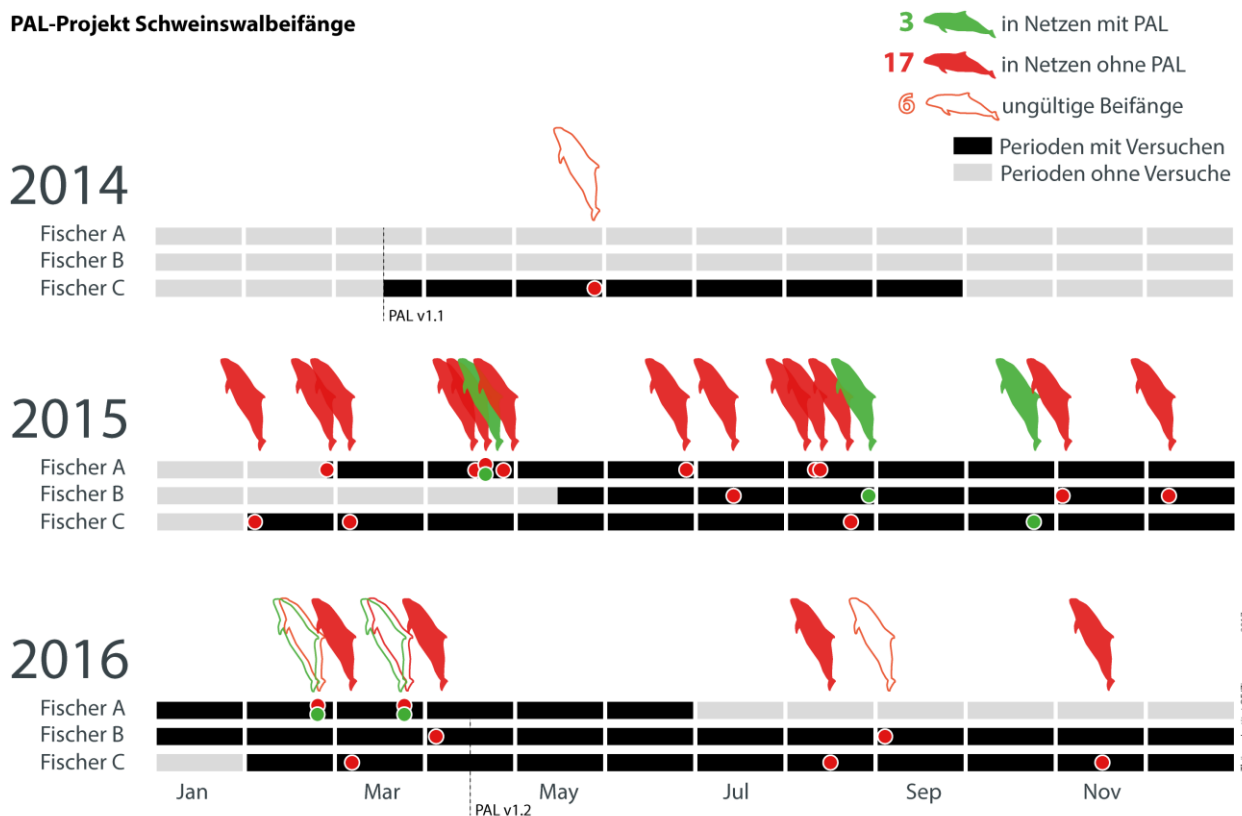 PAL-Projekt Schweinswalbeifänge
3 in Netzen mit PAL
17 in Netzen ohne PAL
6 ungültige Beifänge
Perioden mit Versuchen
Perioden ohne Versuche
2014
Fischer A
Fischer B
Fischer C
PAL v1.1
2015
Fischer A
Fischer B
Fischer C
2016
Fischer A
Fischer B
Fischer C
Jan Mar May Jul Sep Nov
PAL v1.2